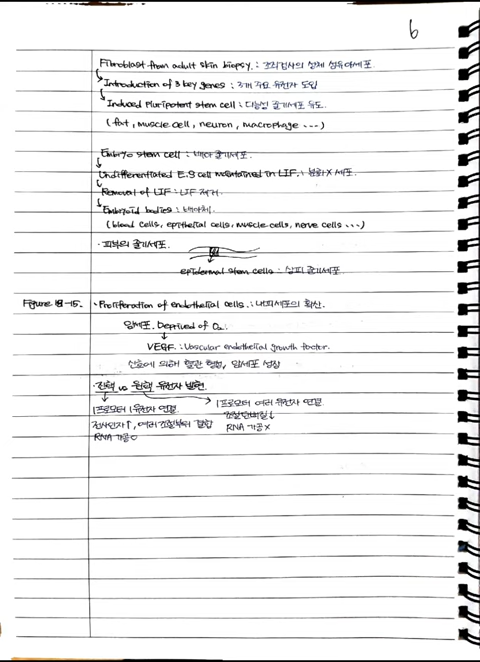 6
Fibroblast from adult skin biopsy. : 조직검사의 성체 섬유아세포
Introduction of 3 key genes : 3개 주요 유전자 도입
Induced Pluripotent stem cell : 다능성 줄기세포 유도.
(fat, muscle cell, neuron, macrophage ...)
Embryo stem cell : 배아 줄기세포.
Undifferentiated E.S cell maintained in LIF. : 분화 X 세포.
Removal of LIF : LIF 제거.
Embryoid bodies : 배아체.
(blood cells, epithelial cells, muscle cells, nerve cells ...)
· 피부의 줄기세포.
epidermal stem cells : 상피 줄기세포
Figure 18-15. · Proliferation of endothelial cells. : 내피세포의 확산.
암세포. Deprived of O₂.
VEGF. : Vascular endothelial growth factor.
신호에 의해 혈관 형성, 암세포 성장
· 진핵 vs 원핵 유전자 발현.
1프로모터 1유전자 연결. 1프로모터 여러 유전자 연결.
전사인자↑, 여러 조절부터 결합 조절단백질↓
RNA 가공 O RNA 가공 X